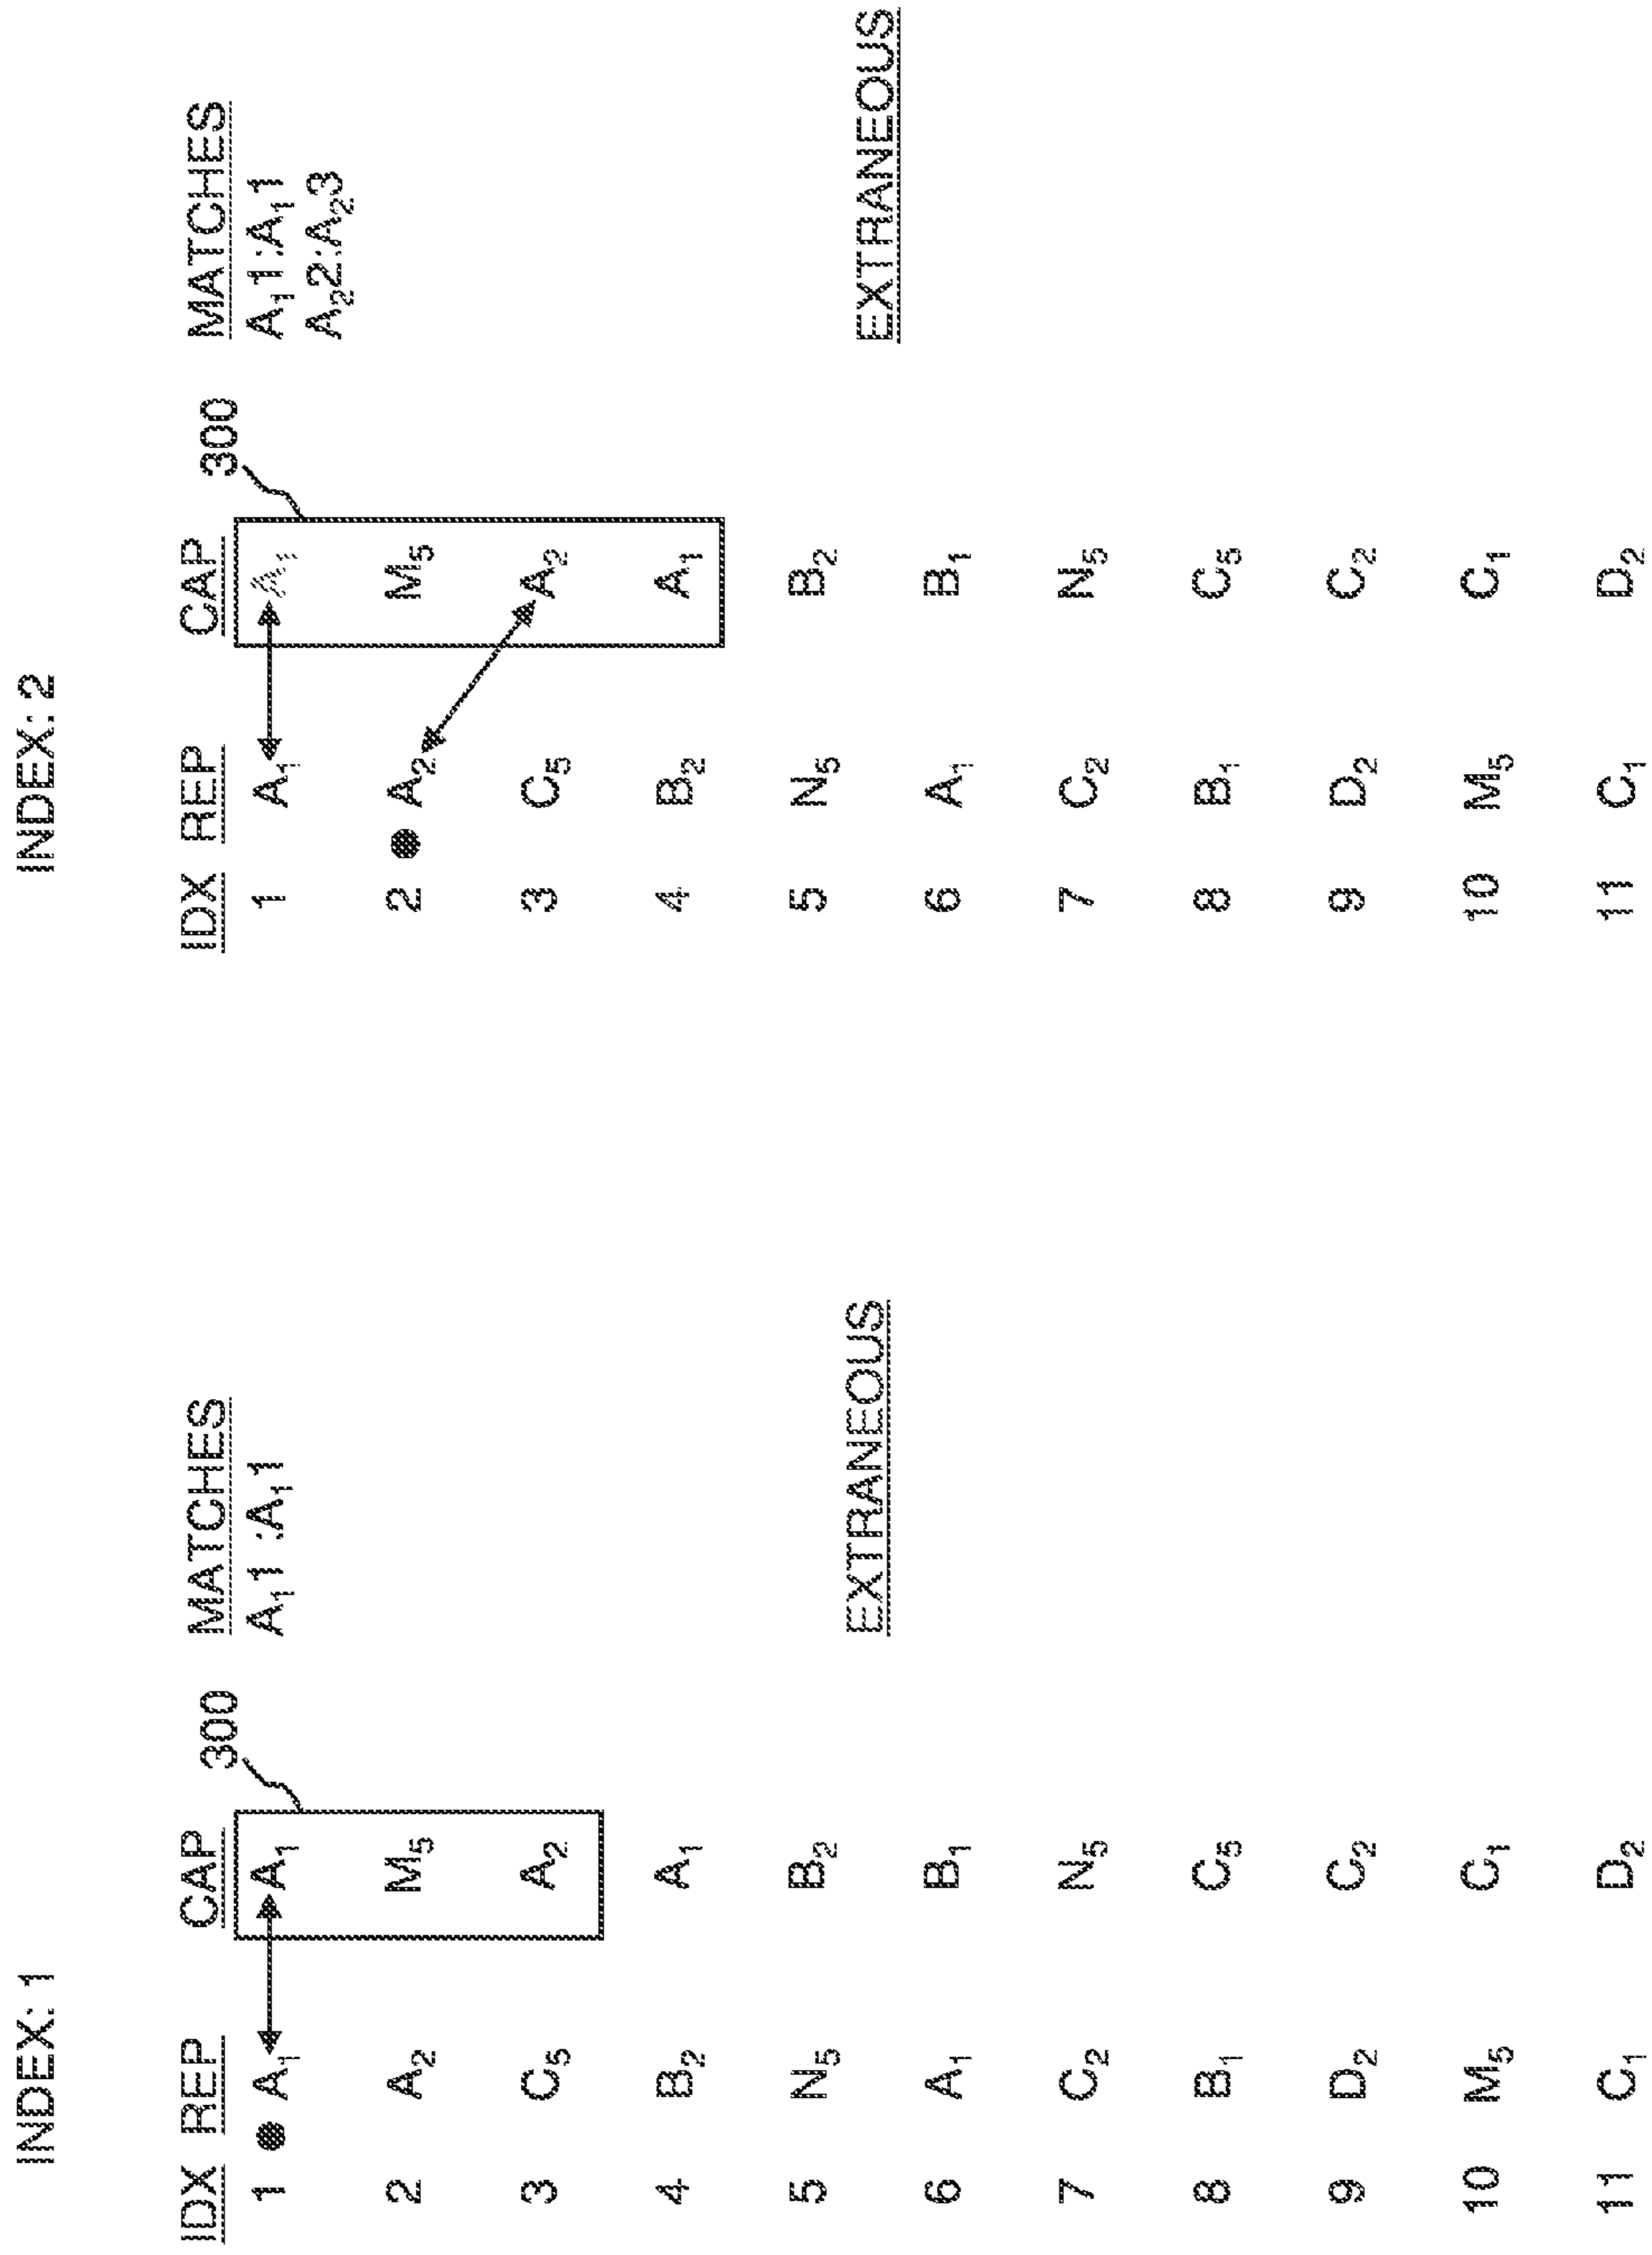 INDEX: 1
300
IDX REP CAP MATCHES
1 A₁ A₁ A₁1 :A₁1
2 A₂ M₅
3 C₅ A₂
4 B₂ A₁
5 N₅ B₂ EXTRANEOUS
6 A₁ B₁
7 C₂ N₅
8 B₁ C₅
9 D₂ C₂
10 M₅ C₁
11 C₁ D₂
INDEX: 2
300
IDX REP CAP MATCHES
1 A₁ A₁ A₁1:A₁1
2 A₂ M₅ A₂2:A₂3
3 C₅ A₂
4 B₂ A₁
5 N₅ B₂ EXTRANEOUS
6 A₁ B₁
7 C₂ N₅
8 B₁ C₅
9 D₂ C₂
10 M₅ C₁
11 C₁ D₂